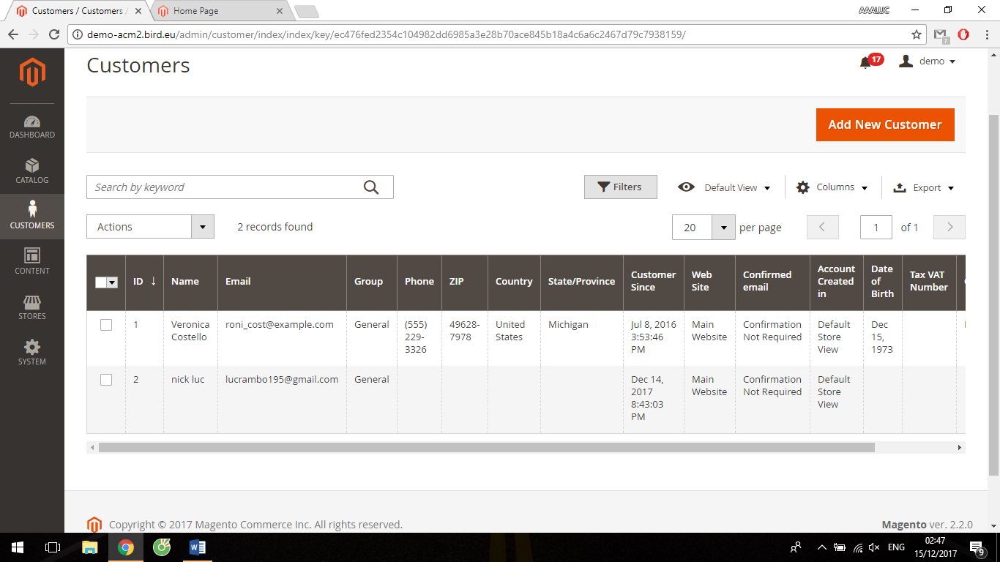 Customers / Customers /
Home Page
AAALUC
demo-acm2.bird.eu/admin/customer/index/index/key/ec476fed2354c104982dd6985a3e28b70ace845b18a4c6a6c2467d79c7938159/
?
Customers
17
demo
Add New Customer
DASHBOARD
CATALOG
CUSTOMERS
CONTENT
STORES
SYSTEM
Search by keyword
Filters
Default View
Columns
Export
Actions
2 records found
20
per page
1
of 1
ID
Name
Email
Group
Phone
ZIP
Country
State/Province
Customer
Since
Web
Site
Confirmed
email
Account
Created
in
Date
of
Birth
Tax VAT
Number
1
Veronica
Costello
roni_cost@example.com
General
(555)
229-
3326
49628-
7978
United
States
Michigan
Jul 8, 2016
3:53:46
PM
Main
Website
Confirmation
Not Required
Default
Store
View
Dec
15,
1973
2
nick luc
lucrambo195@gmail.com
General
Dec 14,
2017
8:43:03
PM
Main
Website
Confirmation
Not Required
Default
Store
View
Copyright © 2017 Magento Commerce Inc. All rights reserved.
Magento ver. 2.2.0
ENG
02:47
15/12/2017
9